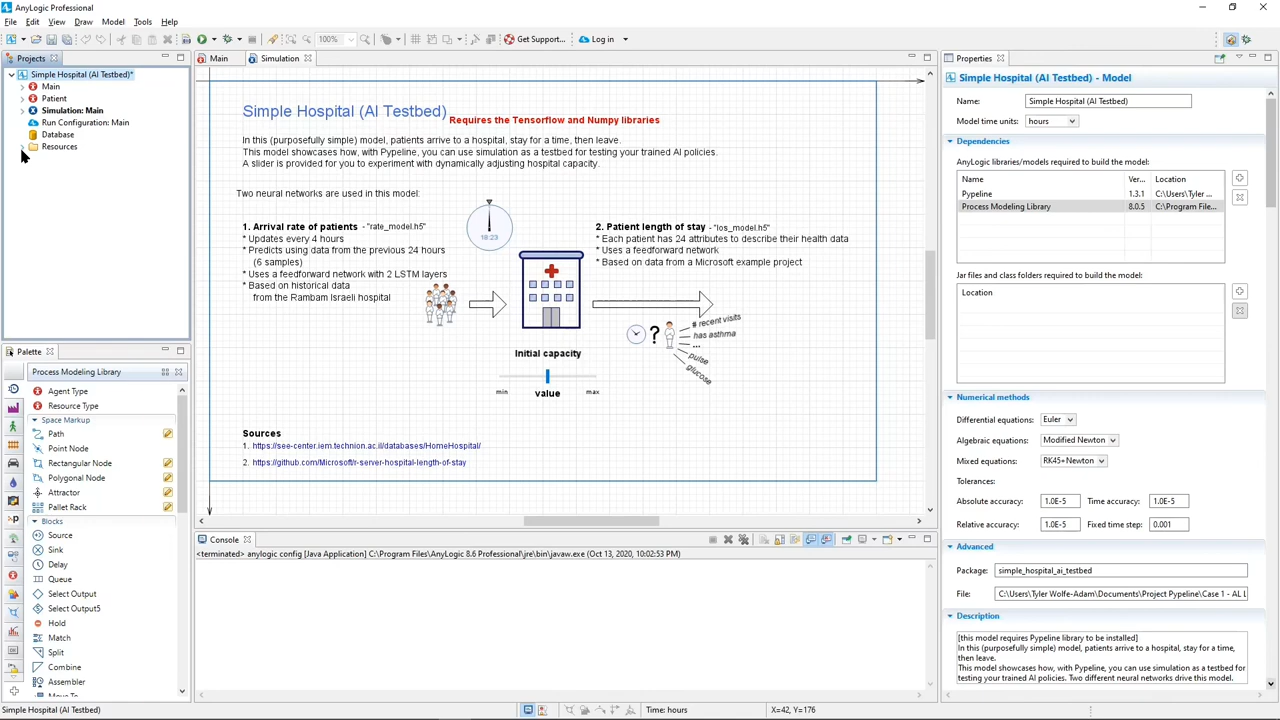 AnyLogic Professional
File Edit View Draw Model Tools Help
100% Get Support... Log in
Projects
Simple Hospital (AI Testbed)*
Main
Patient
Simulation: Main
Run Configuration: Main
Database
Resources
Palette
Process Modeling Library
Agent Type
Resource Type
Space Markup
Path
Point Node
Rectangular Node
Polygonal Node
Attractor
Pallet Rack
Blocks
Source
Sink
Delay
Queue
Select Output
Select Output5
Hold
Match
Split
Combine
Assembler
Move To
Main Simulation
Simple Hospital (AI Testbed) Requires the Tensorflow and Numpy libraries
In this (purposefully simple) model, patients arrive to a hospital, stay for a time, then leave.
This model showcases how, with Pypeline, you can use simulation as a testbed for testing your trained AI policies.
A slider is provided for you to experiment with dynamically adjusting hospital capacity.
Two neural networks are used in this model:
1. Arrival rate of patients - "rate_model.h5"
* Updates every 4 hours
* Predicts using data from the previous 24 hours
(6 samples)
* Uses a feedforward network with 2 LSTM layers
* Based on historical data
from the Rambam Israeli hospital
18:23
2. Patient length of stay - "los_model.h5"
* Each patient has 24 attributes to describe their health data
* Uses a feedforward network
* Based on data from a Microsoft example project
?
# recent visits
has asthma
...
pulse
glucose
Initial capacity
min value max
Sources
1. https://see-center.iem.technion.ac.il/databases/HomeHospital/
2. https://github.com/Microsoft/r-server-hospital-length-of-stay
Console
<terminated> anylogic config [Java Application] C:\Program Files\AnyLogic 8.6 Professional\jre\bin\javaw.exe (Oct 13, 2020, 10:02:53 PM)
Properties
Simple Hospital (AI Testbed) - Model
Name: Simple Hospital (AI Testbed)
Model time units: hours
Dependencies
AnyLogic libraries/models required to build the model:
Name Ver... Location
Pypeline 1.3.1 C:\Users\Tyler ...
Process Modeling Library 8.0.5 C:\Program File...
Jar files and class folders required to build the model:
Location
Numerical methods
Differential equations: Euler
Algebraic equations: Modified Newton
Mixed equations: RK45+Newton
Tolerances:
Absolute accuracy: 1.0E-5 Time accuracy: 1.0E-5
Relative accuracy: 1.0E-5 Fixed time step: 0.001
Advanced
Package: simple_hospital_ai_testbed
File: C:\Users\Tyler Wolfe-Adam\Documents\Project Pypeline\Case 1 - AL L
Description
[this model requires Pypeline library to be installed]
In this (purposefully simple) model, patients arrive to a hospital, stay for a time,
then leave.
This model showcases how, with Pypeline, you can use simulation as a testbed for
testing your trained AI policies. Two different neural networks drive this model.
Simple Hospital (AI Testbed) Time: hours X=42, Y=176